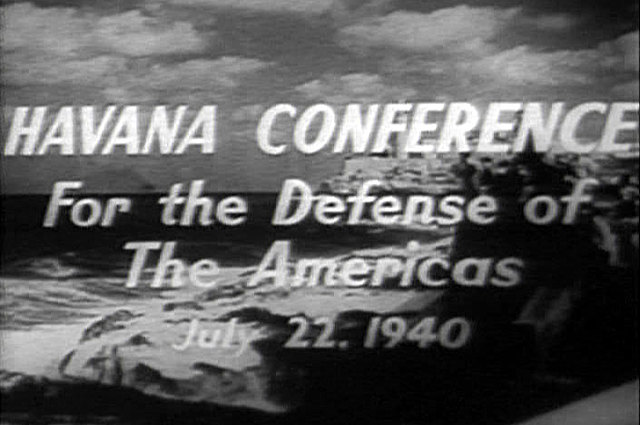 HAVANA CONFERENCE
For the Defense of
The Americas
July 22, 1940